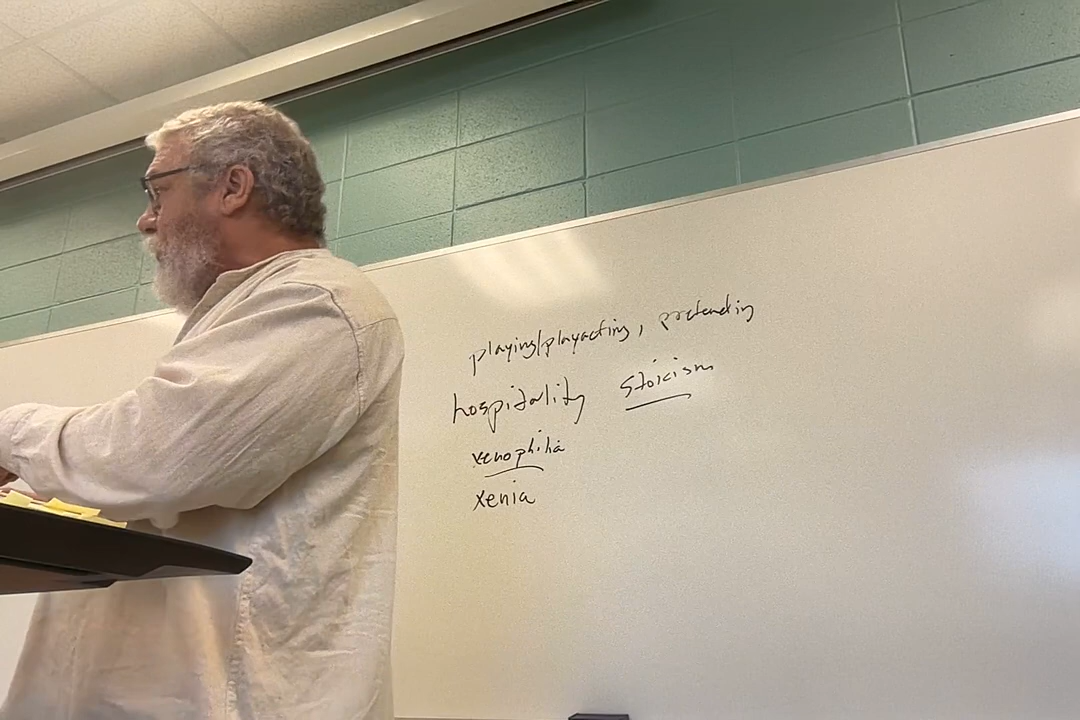 playing/playacting, pretending
hospitality stoicism
xenophilia
xenia